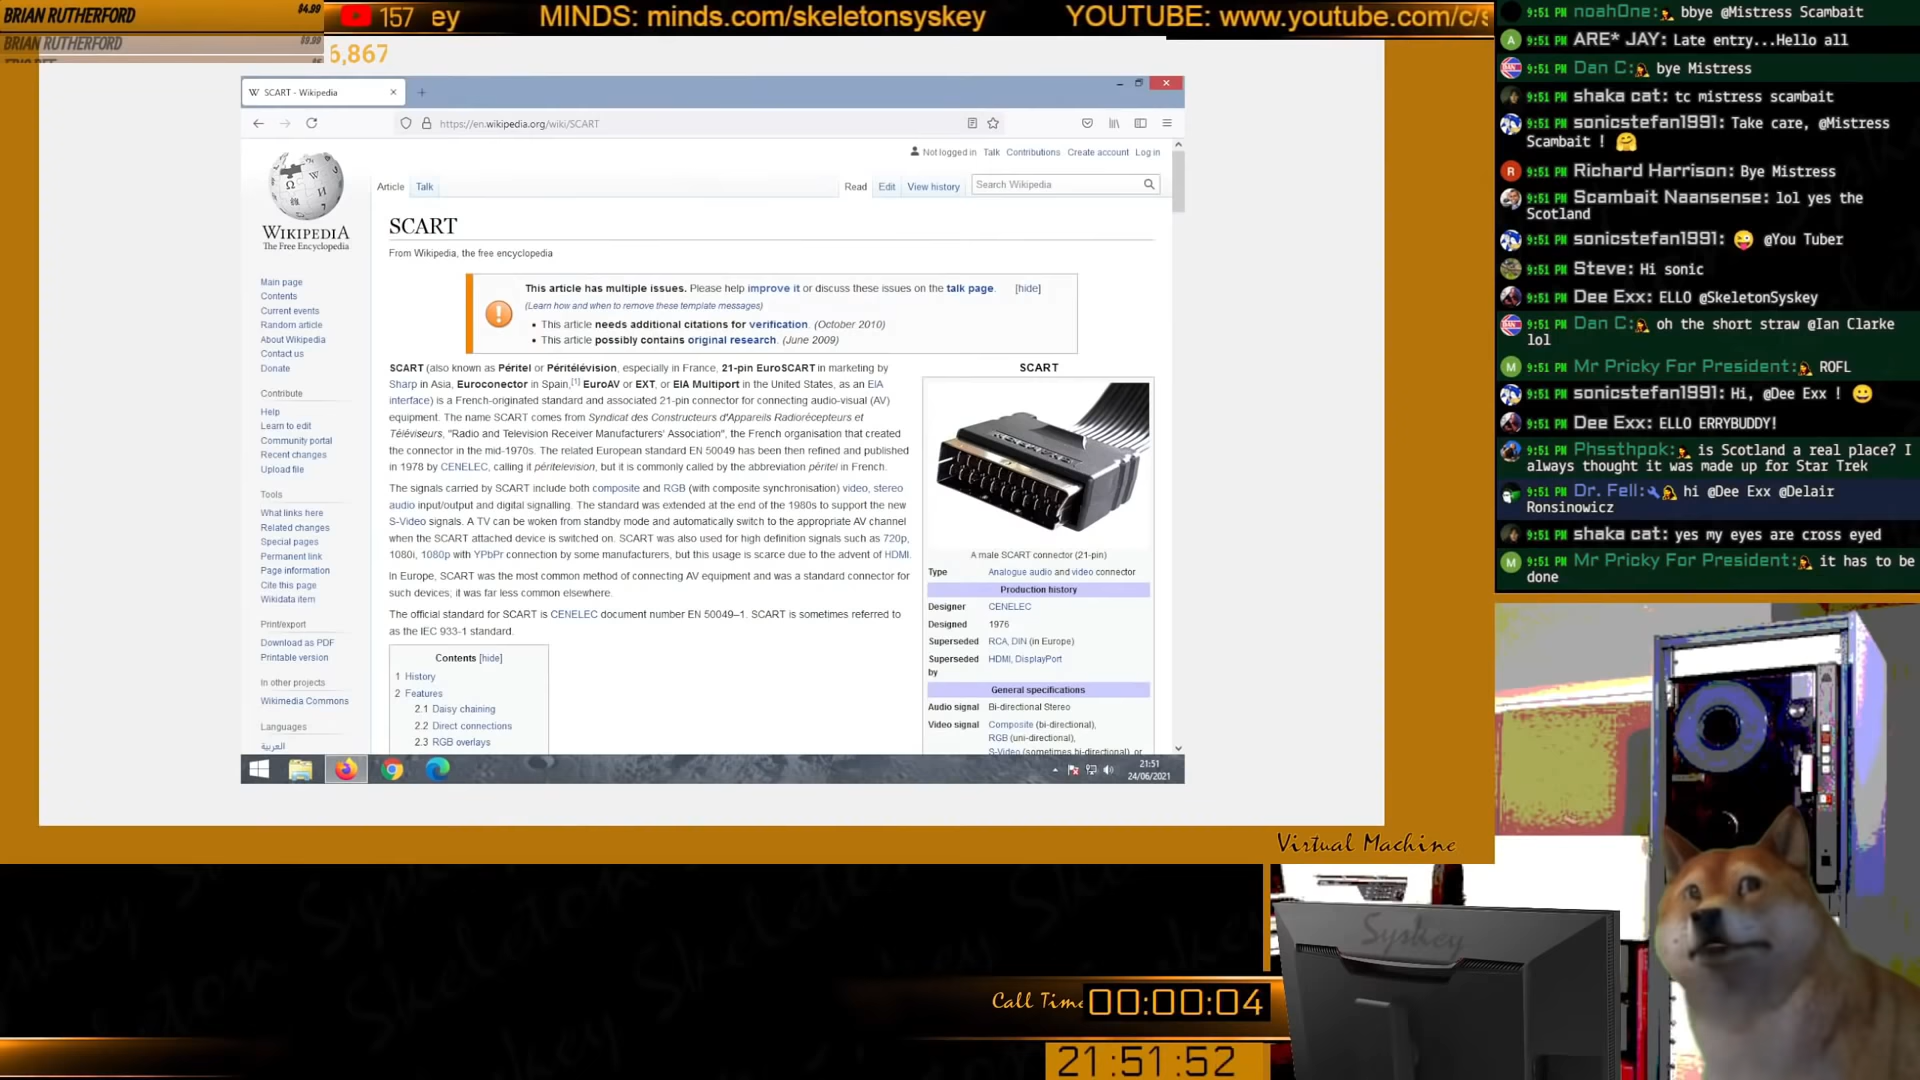 BRIAN RUTHERFORD $4.99
BRIAN RUTHERFORD $9.99
$5
157 ey MINDS: minds.com/skeletonsyskey YOUTUBE: www.youtube.com/c/s
6,867
W SCART - Wikipedia
https://en.wikipedia.org/wiki/SCART
Not logged in Talk Contributions Create account Log in
Article Talk Read Edit View history Search Wikipedia
WIKIPEDIA
The Free Encyclopedia
Main page
Contents
Current events
Random article
About Wikipedia
Contact us
Donate
Contribute
Help
Learn to edit
Community portal
Recent changes
Upload file
Tools
What links here
Related changes
Special pages
Permanent link
Page information
Cite this page
Wikidata item
Print/export
Download as PDF
Printable version
In other projects
Wikimedia Commons
Languages
العربية
SCART
From Wikipedia, the free encyclopedia
This article has multiple issues. Please help improve it or discuss these issues on the talk page. [hide]
(Learn how and when to remove these template messages)
• This article needs additional citations for verification. (October 2010)
• This article possibly contains original research. (June 2009)
SCART (also known as Péritel or Péritélévision, especially in France, 21-pin EuroSCART in marketing by
Sharp in Asia, Euroconector in Spain,[1] EuroAV or EXT, or EIA Multiport in the United States, as an EIA
interface) is a French-originated standard and associated 21-pin connector for connecting audio-visual (AV)
equipment. The name SCART comes from Syndicat des Constructeurs d'Appareils Radiorécepteurs et
Téléviseurs, "Radio and Television Receiver Manufacturers' Association", the French organisation that created
the connector in the mid-1970s. The related European standard EN 50049 has been then refined and published
in 1978 by CENELEC, calling it péritelevision, but it is commonly called by the abbreviation péritel in French.
The signals carried by SCART include both composite and RGB (with composite synchronisation) video, stereo
audio input/output and digital signalling. The standard was extended at the end of the 1980s to support the new
S-Video signals. A TV can be woken from standby mode and automatically switch to the appropriate AV channel
when the SCART attached device is switched on. SCART was also used for high definition signals such as 720p,
1080i, 1080p with YPbPr connection by some manufacturers, but this usage is scarce due to the advent of HDMI.
In Europe, SCART was the most common method of connecting AV equipment and was a standard connector for
such devices; it was far less common elsewhere.
The official standard for SCART is CENELEC document number EN 50049–1. SCART is sometimes referred to
as the IEC 933-1 standard.
Contents [hide]
1 History
2 Features
2.1 Daisy chaining
2.2 Direct connections
2.3 RGB overlays
SCART
A male SCART connector (21-pin)
Type Analogue audio and video connector
Production history
Designer CENELEC
Designed 1976
Superseded RCA, DIN (in Europe)
Superseded by HDMI, DisplayPort
General specifications
Audio signal Bi-directional Stereo
Video signal Composite (bi-directional),
RGB (uni-directional),
S-Video (sometimes bi-directional), or
21:51
24/06/2021
Virtual Machine
9:51 PM noahOne: bbye @Mistress Scambait
A 9:51 PM ARE* JAY: Late entry...Hello all
9:51 PM Dan C: bye Mistress
9:51 PM shaka cat: tc mistress scambait
9:51 PM sonicstefan1991: Take care, @Mistress
Scambait ! 🤗
R 9:51 PM Richard Harrison: Bye Mistress
9:51 PM Scambait Naansense: lol yes the
Scotland
9:51 PM sonicstefan1991: 😜 @You Tuber
9:51 PM Steve: Hi sonic
9:51 PM Dee Exx: ELLO @SkeletonSyskey
9:51 PM Dan C: oh the short straw @Ian Clarke
lol
M 9:51 PM Mr Pricky For President: ROFL
9:51 PM sonicstefan1991: Hi, @Dee Exx ! 😀
9:51 PM Dee Exx: ELLO ERRYBUDDY!
9:51 PM Phssthpok: is Scotland a real place? I
always thought it was made up for Star Trek
9:51 PM Dr. Fell: hi @Dee Exx @Delair
Ronsinowicz
9:51 PM shaka cat: yes my eyes are cross eyed
M 9:51 PM Mr Pricky For President: it has to be
done
Syskey
Call Time 00:00:04
21:51:52